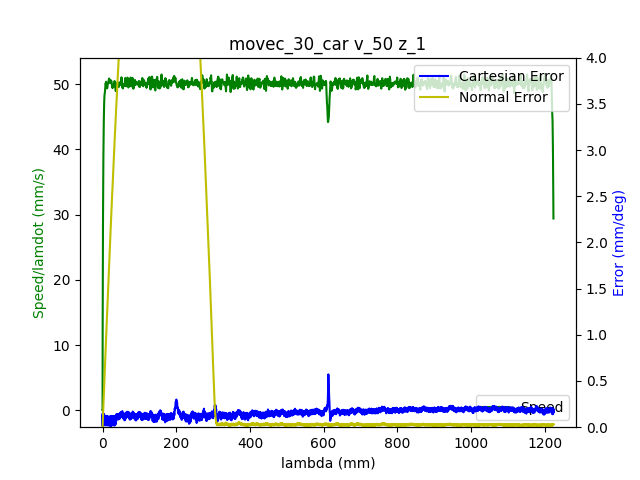 movec_30_car v_50 z_1
Cartesian Error
Normal Error
Speed
Speed/lamdot (mm/s)
50
40
30
20
10
0
Error (mm/deg)
4.0
3.5
3.0
2.5
2.0
1.5
1.0
0.5
0.0
0 200 400 600 800 1000 1200
lambda (mm)